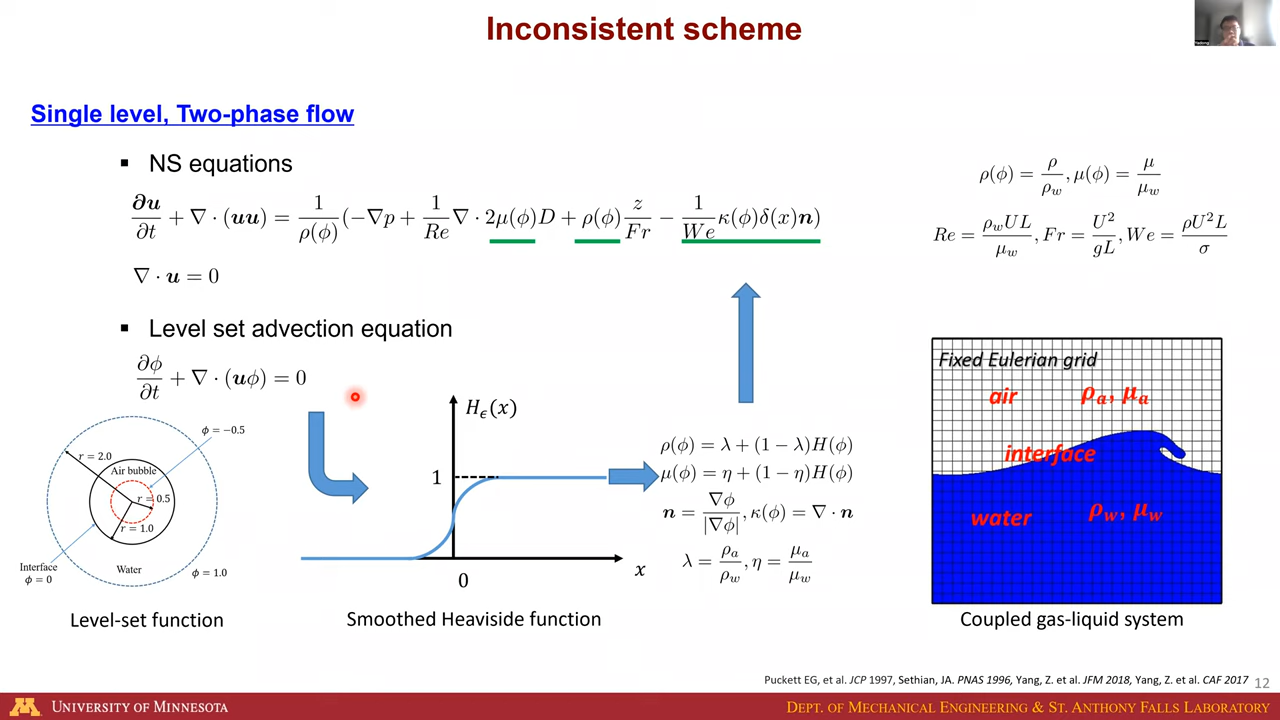 Inconsistent scheme
Single level, Two-phase flow
▪ NS equations
∂u/∂t + ∇ · (uu) = 1/ρ(ϕ) (−∇p + 1/Re ∇ · 2μ(ϕ)D + ρ(ϕ) z/Fr − 1/We κ(ϕ)δ(x)n)
∇ · u = 0
ρ(ϕ) = ρ/ρ_w, μ(ϕ) = μ/μ_w
Re = ρ_w UL/μ_w, Fr = U²/gL, We = ρU²L/σ
▪ Level set advection equation
∂ϕ/∂t + ∇ · (uϕ) = 0
ϕ = −0.5
r = 2.0
Air bubble
r = 0.5
r = 1.0
Interface
ϕ = 0
Water
ϕ = 1.0
Level-set function
H_ϵ(x)
1
0
x
Smoothed Heaviside function
ρ(ϕ) = λ + (1 − λ)H(ϕ)
μ(ϕ) = η + (1 − η)H(ϕ)
n = ∇ϕ/|∇ϕ|, κ(ϕ) = ∇ · n
λ = ρ_a/ρ_w, η = μ_a/μ_w
Fixed Eulerian grid
air ρ_a, μ_a
interface
water ρ_w, μ_w
Coupled gas-liquid system
Puckett EG, et al. JCP 1997, Sethian, JA. PNAS 1996, Yang, Z. et al. JFM 2018, Yang, Z. et al. CAF 2017
12
UNIVERSITY OF MINNESOTA
DEPT. OF MECHANICAL ENGINEERING & ST. ANTHONY FALLS LABORATORY